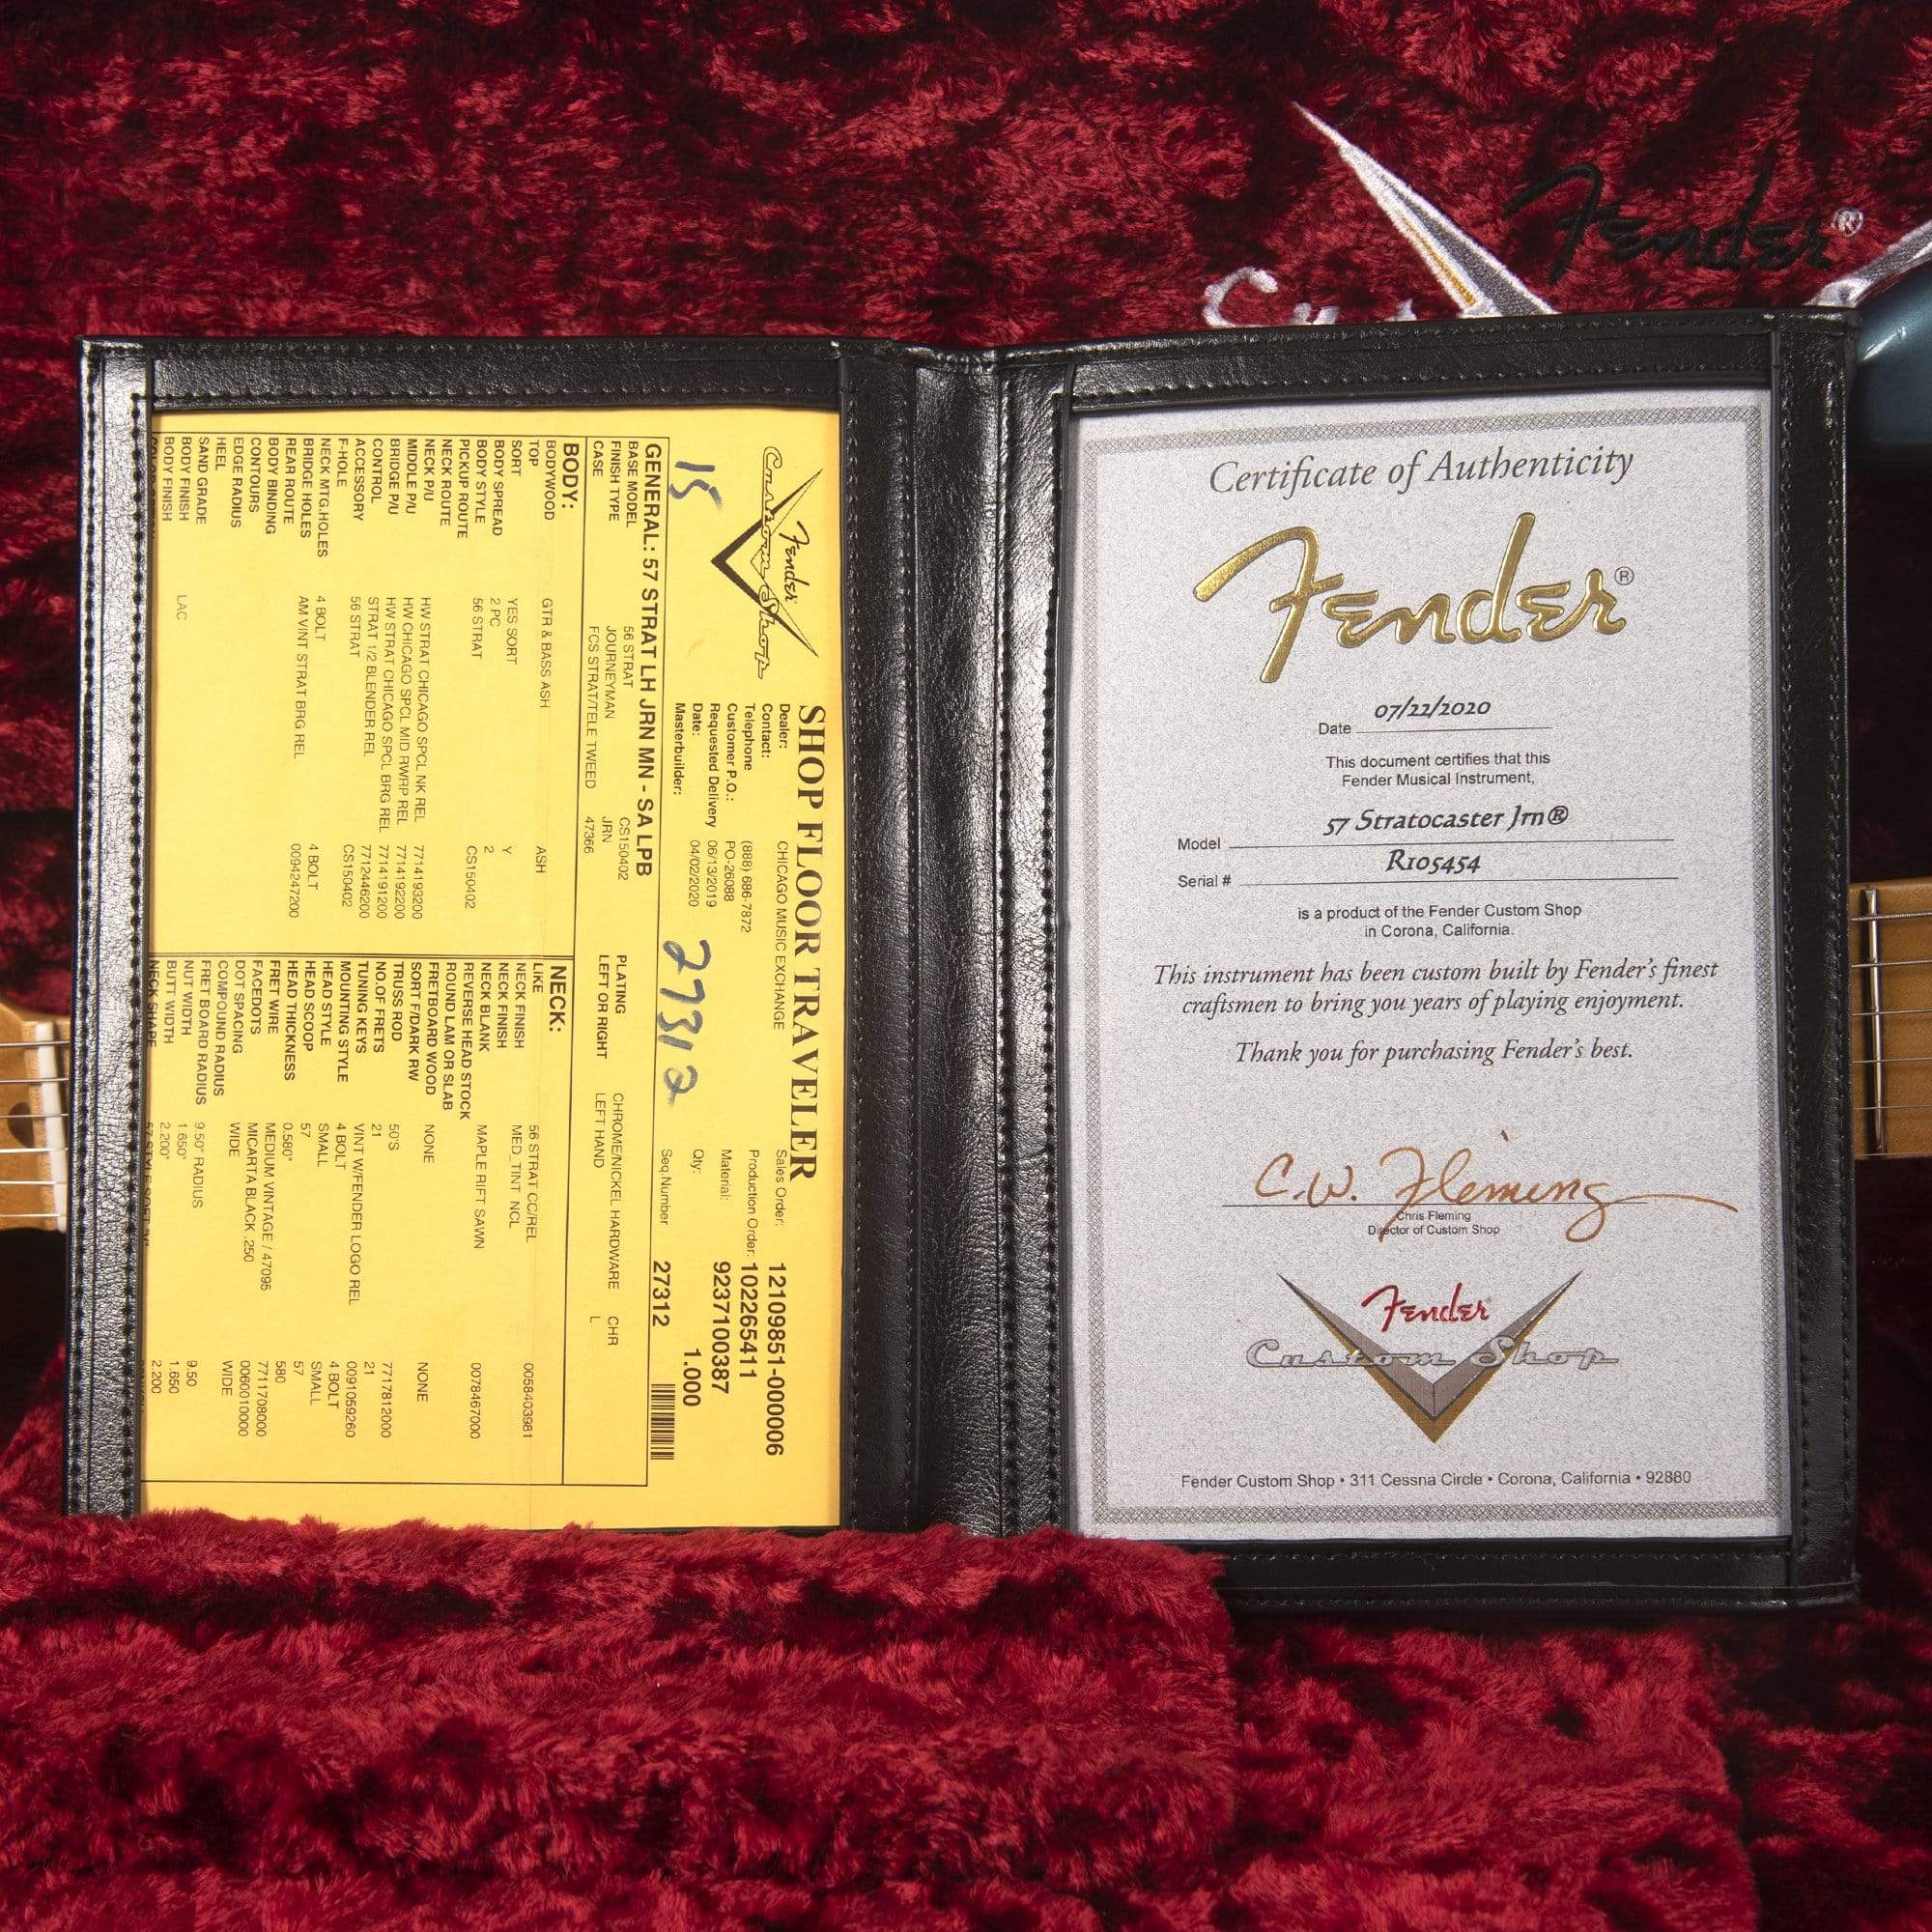 Fender®
Custom Shop
Fender
SHOP FLOOR TRAVELER
Dealer: CHICAGO MUSIC EXCHANGE
Contact:
Telephone (888) 686-7872
Customer P.O.: PO-26088
Requested Delivery 06/13/2019
Date: 04/02/2020
Masterbuilder:
Sales Order: 12109851-000006
Production Order: 1022265411
Material: 9237100387
Qty: 1.000
Seq.Number 27312
15
27312
GENERAL: 57 STRAT LH JRN MN - SA LPB
BASE MODEL 56 STRAT CS150402 PLATING CHROME/NICKEL HARDWARE CHR
FINISH TYPE JOURNEYMAN JRN LEFT OR RIGHT LEFT HAND L
CASE FCS STRAT/TELE TWEED 47366
BODY:
BODYWOOD GTR & BASS ASH ASH
TOP
SORT YES SORT Y
BODY SPREAD 2 PC 2
BODY STYLE 56 STRAT CS150402
PICKUP ROUTE
NECK ROUTE
NECK P/U HW STRAT CHICAGO SPCL NK REL 7714193200
MIDDLE P/U HW CHICAGO SPCL MID RWRP REL 7714192200
BRIDGE P/U HW STRAT CHICAGO SPCL BRG REL 7714191200
CONTROL STRAT 1/2 BLENDER REL 7712446200
ACCESSORY 56 STRAT CS150402
F-HOLE
NECK MTG.HOLES 4 BOLT 4 BOLT
BRIDGE HOLES AM VINT STRAT BRG REL 0094247200
REAR ROUTE
BODY BINDING
CONTOURS
EDGE RADIUS
HEEL
SAND GRADE
BODY FINISH LAC
BODY FINISH
NECK:
LIKE 56 STRAT CC/REL 0058403981
NECK FINISH MED_TINT_NCL
NECK FINISH
NECK BLANK MAPLE RIFT SAWN 0078467000
REVERSE HEAD STOCK
ROUND LAM OR SLAB
FRETBOARD WOOD NONE NONE
SORT F/DARK RW
TRUSS ROD 50'S 7717812000
NO.OF FRETS 21 21
TUNING KEYS VINT W/FENDER LOGO REL 0091059260
MOUNTING STYLE 4 BOLT 4 BOLT
HEAD STYLE SMALL SMALL
HEAD SCOOP 57 57
HEAD THICKNESS 0.580" 580
FRET WIRE MEDIUM VINTAGE / 47095 7711708000
FACEDOTS MICARTA BLACK .250 0060010000
DOT SPACING WIDE WIDE
COMPOUND RADIUS
FRET BOARD RADIUS 9.50" RADIUS 9.50
NUT WIDTH 1.650" 1.650
BUTT WIDTH 2.200" 2.200
NECK SHAPE
Certificate of Authenticity
Fender®
Date 07/22/2020
This document certifies that this
Fender Musical Instrument,
Model 57 Stratocaster Jrn®
Serial # R105454
is a product of the Fender Custom Shop
in Corona, California.
This instrument has been custom built by Fender's finest
craftsmen to bring you years of playing enjoyment.
Thank you for purchasing Fender's best.
C.W. Fleming
Chris Fleming
Director of Custom Shop
Fender
Custom Shop
Fender Custom Shop • 311 Cessna Circle • Corona, California • 92880